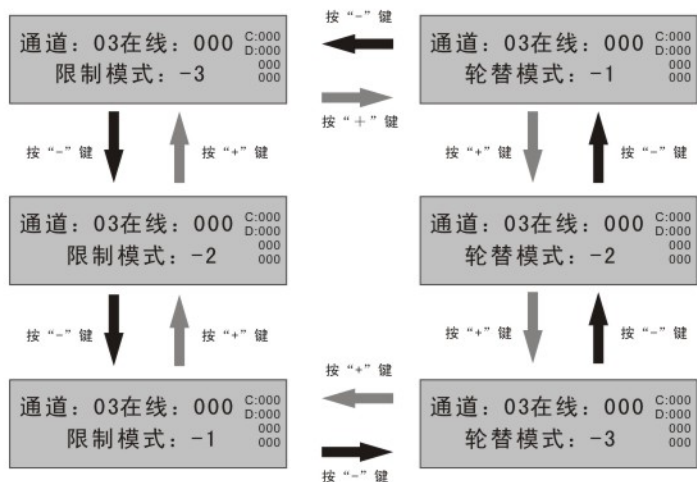 按“-”键
通道：03在线：000 C:000 D:000
限制模式：-3 000 000
通道：03在线：000 C:000 D:000
轮替模式：-1 000 000
按“+”键
按“-”键
按“+”键
按“+”键
按“-”键
通道：03在线：000 C:000 D:000
限制模式：-2 000 000
通道：03在线：000 C:000 D:000
轮替模式：-2 000 000
按“-”键
按“+”键
按“+”键
按“-”键
按“+”键
通道：03在线：000 C:000 D:000
限制模式：-1 000 000
通道：03在线：000 C:000 D:000
轮替模式：-3 000 000
按“-”键